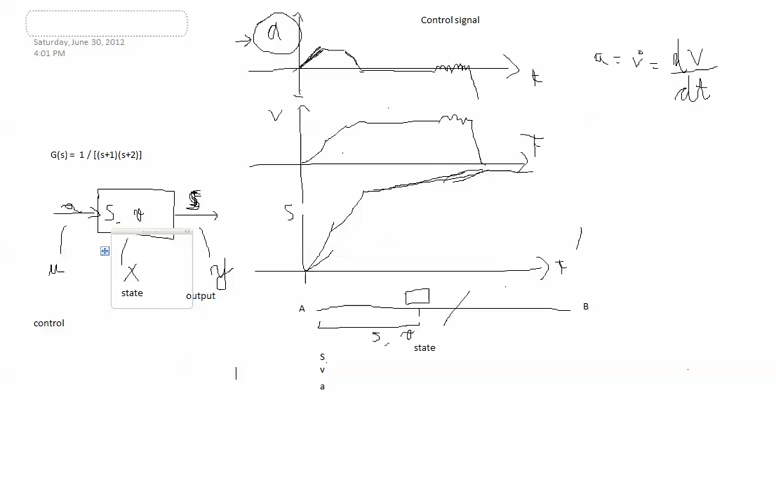 Control signal
a
Saturday, June 30, 2012
4:01 PM
t
a = v̇ = dv/dt
v
t
G(s) = 1 / [(s+1)(s+2)]
a
S, v
S
S
u
x
y
t
state
output
A
B
S, v
control
state
S
v
a